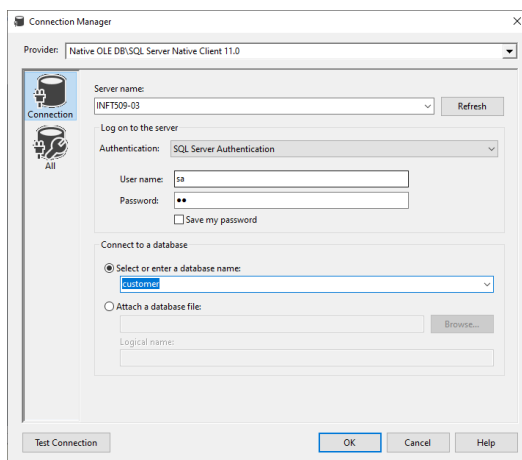 Connection Manager
Provider: Native OLE DB\SQL Server Native Client 11.0
Connection
All
Server name:
INFT509-03
Refresh
Log on to the server
Authentication: SQL Server Authentication
User name: sa
Password: ●●
Save my password
Connect to a database
Select or enter a database name:
customer
Attach a database file:
Browse...
Logical name:
Test Connection OK Cancel Help